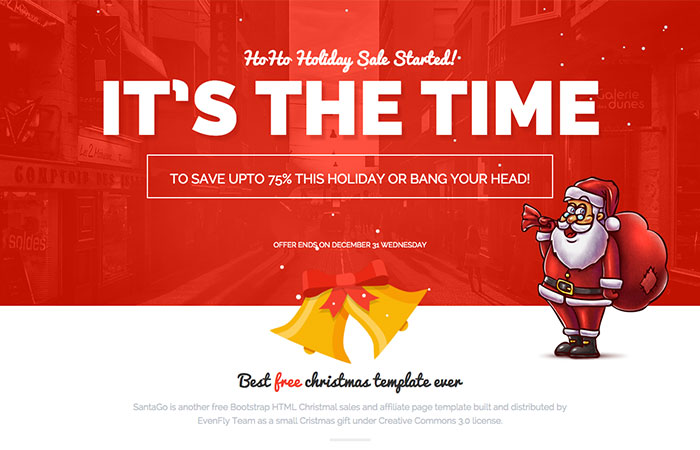 HoHo Holiday Sale Started!
IT'S THE TIME
Galerie
dunes
TO SAVE UPTO 75% THIS HOLIDAY OR BANG YOUR HEAD!
COMPTOIR DES
soldes
OFFER ENDS ON DECEMBER 31 WEDNESDAY
Best free christmas template ever
SantaGo is another free Bootstrap HTML Christmal sales and affiliate page template built and distributed by
EvenFly Team as a small Cristmas gift under Creative Commons 3.0 license.